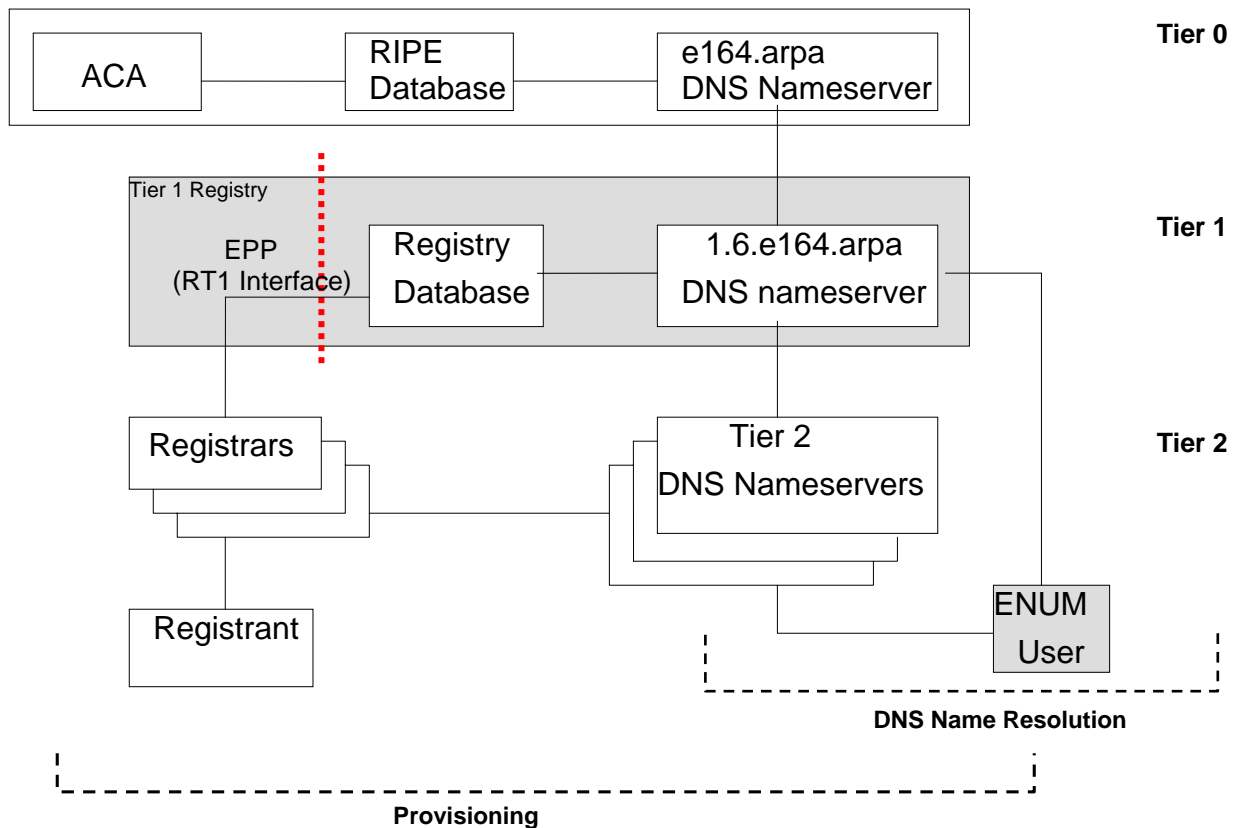 Tier 0
ACA
RIPE
Database
e164.arpa
DNS Nameserver
Tier 1 Registry
Tier 1
EPP
(RT1 Interface)
Registry
Database
1.6.e164.arpa
DNS nameserver
Registrars
Tier 2
DNS Nameservers
Tier 2
Registrant
ENUM
User
DNS Name Resolution
Provisioning